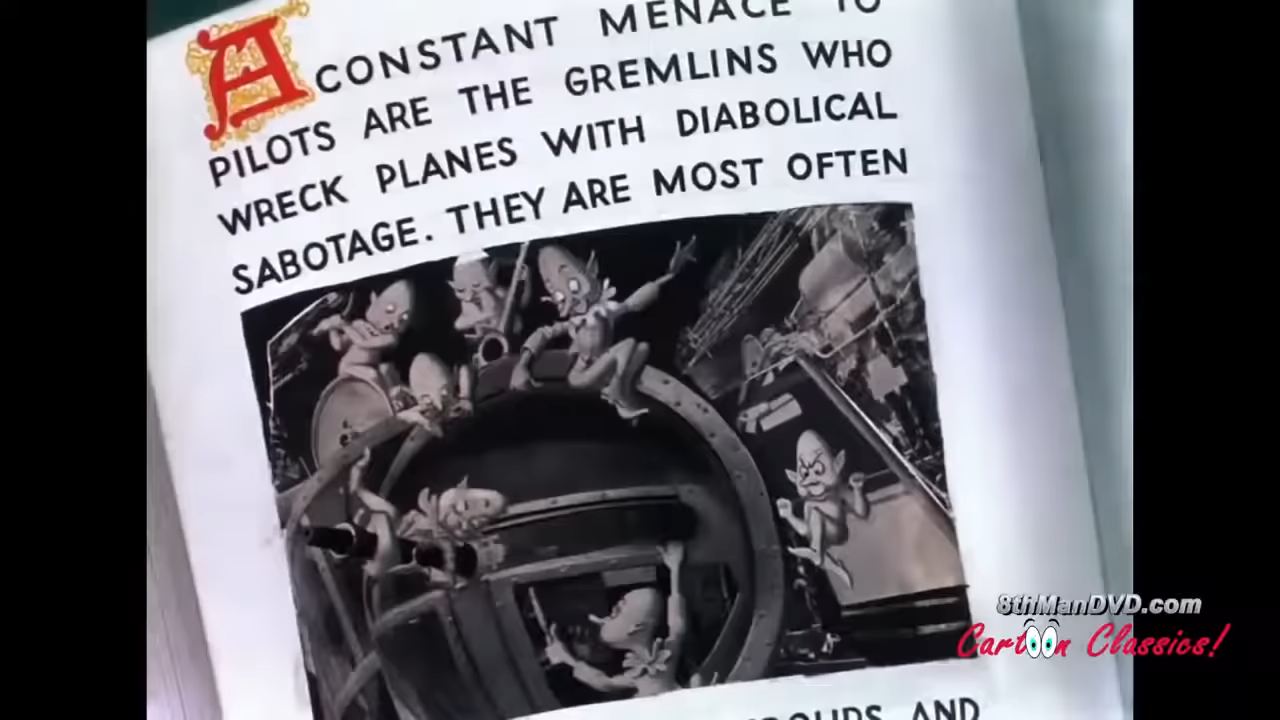 A CONSTANT MENACE TO
PILOTS ARE THE GREMLINS WHO
WRECK PLANES WITH DIABOLICAL
SABOTAGE. THEY ARE MOST OFTEN
AND
8thManDVD.com
Cartoon Classics!